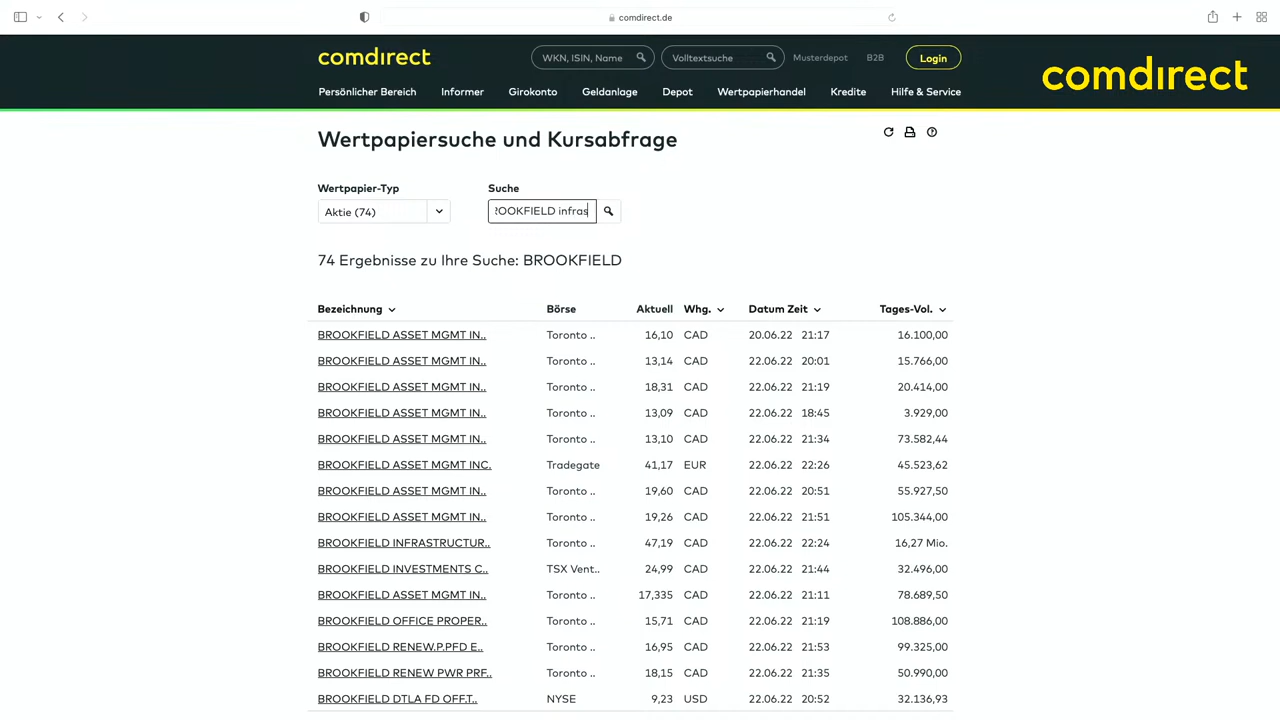 comdirect.de
comdirect
WKN, ISIN, Name
Volltextsuche
Musterdepot
B2B
Login
comdirect
Persönlicher Bereich
Informer
Girokonto
Geldanlage
Depot
Wertpapierhandel
Kredite
Hilfe & Service
Wertpapiersuche und Kursabfrage
Wertpapier-Typ
Suche
Aktie (74)
ROOKFIELD infras
74 Ergebnisse zu Ihre Suche: BROOKFIELD
Bezeichnung Börse Aktuell Whg. Datum Zeit Tages-Vol.
BROOKFIELD ASSET MGMT IN.. Toronto .. 16,10 CAD 20.06.22 21:17 16.100,00
BROOKFIELD ASSET MGMT IN.. Toronto .. 13,14 CAD 22.06.22 20:01 15.766,00
BROOKFIELD ASSET MGMT IN.. Toronto .. 18,31 CAD 22.06.22 21:19 20.414,00
BROOKFIELD ASSET MGMT IN.. Toronto .. 13,09 CAD 22.06.22 18:45 3.929,00
BROOKFIELD ASSET MGMT IN.. Toronto .. 13,10 CAD 22.06.22 21:34 73.582,44
BROOKFIELD ASSET MGMT INC. Tradegate 41,17 EUR 22.06.22 22:26 45.523,62
BROOKFIELD ASSET MGMT IN.. Toronto .. 19,60 CAD 22.06.22 20:51 55.927,50
BROOKFIELD ASSET MGMT IN.. Toronto .. 19,26 CAD 22.06.22 21:51 105.344,00
BROOKFIELD INFRASTRUCTUR.. Toronto .. 47,19 CAD 22.06.22 22:24 16,27 Mio.
BROOKFIELD INVESTMENTS C.. TSX Vent.. 24,99 CAD 22.06.22 21:44 32.496,00
BROOKFIELD ASSET MGMT IN.. Toronto .. 17,335 CAD 22.06.22 21:11 78.689,50
BROOKFIELD OFFICE PROPER.. Toronto .. 15,71 CAD 22.06.22 21:19 108.886,00
BROOKFIELD RENEW.P.PFD E.. Toronto .. 16,95 CAD 22.06.22 21:53 99.325,00
BROOKFIELD RENEW PWR PRF.. Toronto .. 18,15 CAD 22.06.22 21:35 50.990,00
BROOKFIELD DTLA FD OFF.T.. NYSE 9,23 USD 22.06.22 20:52 32.136,93